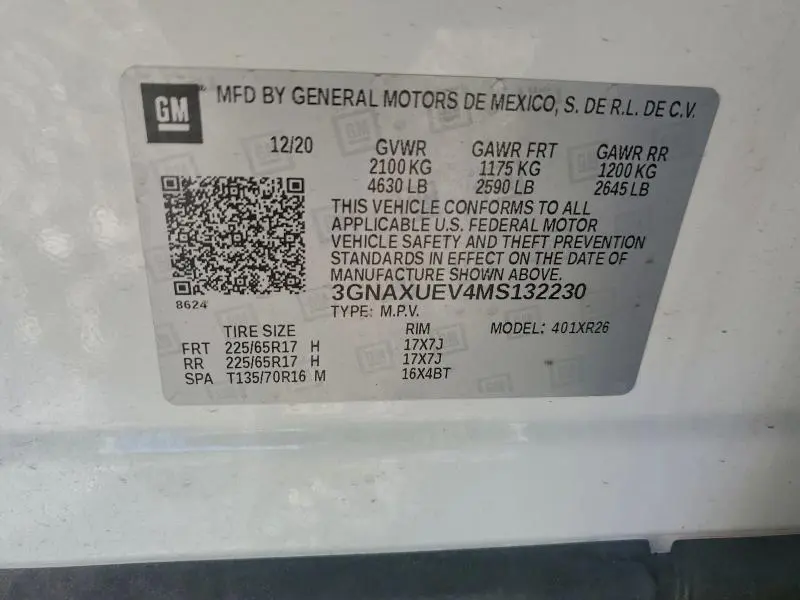 GM MFD BY GENERAL MOTORS DE MEXICO, S. DE R.L. DE C.V.
12/20 GVWR GAWR FRT GAWR RR
2100 KG 1175 KG 1200 KG
4630 LB 2590 LB 2645 LB
THIS VEHICLE CONFORMS TO ALL
APPLICABLE U.S. FEDERAL MOTOR
VEHICLE SAFETY AND THEFT PREVENTION
STANDARDS IN EFFECT ON THE DATE OF
MANUFACTURE SHOWN ABOVE.
3GNAXUEV4MS132230
8624 TYPE: M.P.V.
TIRE SIZE RIM MODEL: 401XR26
FRT 225/65R17 H 17X7J
RR 225/65R17 H 17X7J
SPA T135/70R16 M 16X4BT